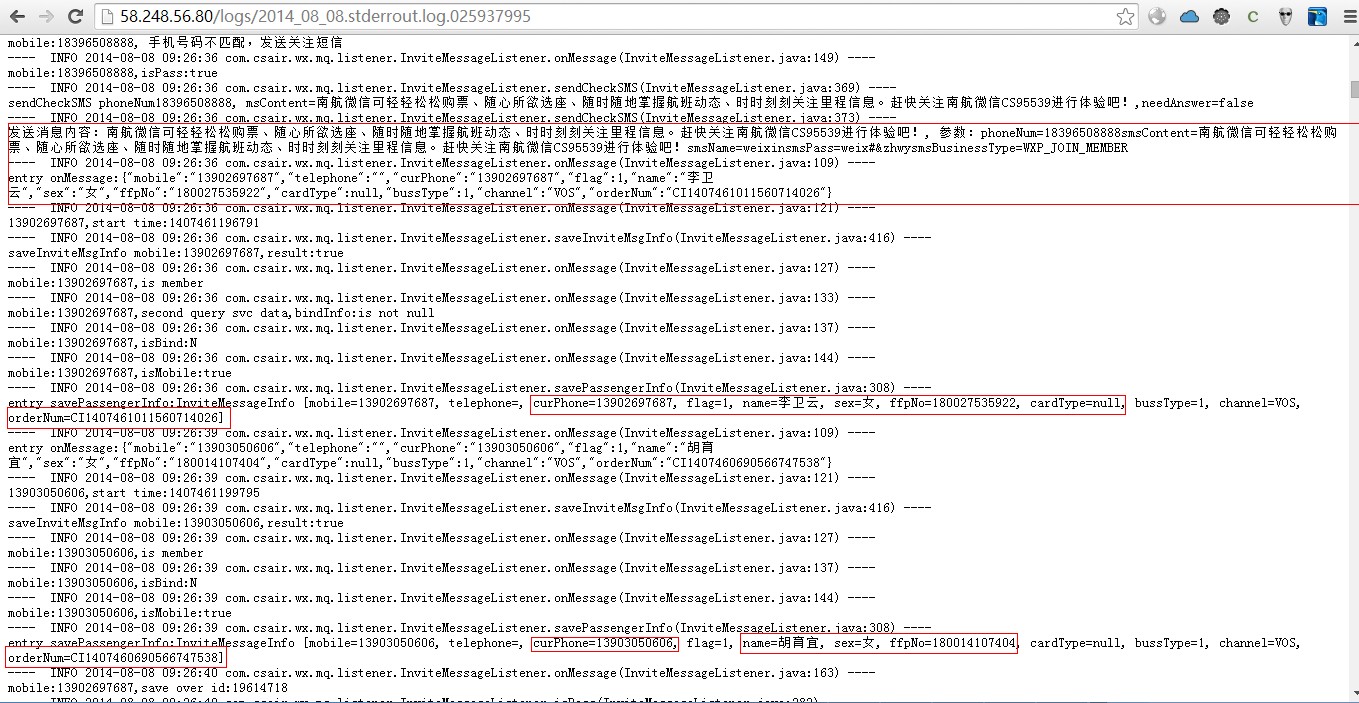 58.248.56.80/logs/2014_08_08.stderrout.log.025937995
mobile:18396508888, 手机号码不匹配，发送关注短信
---- INFO 2014-08-08 09:26:36 com.csair.wx.mq.listener.InviteMessageListener.onMessage(InviteMessageListener.java:149) ----
mobile:18396508888,isPass:true
---- INFO 2014-08-08 09:26:36 com.csair.wx.mq.listener.InviteMessageListener.sendCheckSMS(InviteMessageListener.java:369) ----
sendCheckSMS phoneNum18396508888, msContent=南航微信可轻轻松松购票、随心所欲选座、随时随地掌握航班动态、时时刻刻关注里程信息。赶快关注南航微信CS95539进行体验吧！,needAnswer=false
---- INFO 2014-08-08 09:26:36 com.csair.wx.mq.listener.InviteMessageListener.sendCheckSMS(InviteMessageListener.java:373) ----
发送消息内容: 南航微信可轻轻松松购票、随心所欲选座、随时随地掌握航班动态、时时刻刻关注里程信息。赶快关注南航微信CS95539进行体验吧！, 参数: phoneNum=18396508888smsContent=南航微信可轻轻松松购
票、随心所欲选座、随时随地掌握航班动态、时时刻刻关注里程信息。赶快关注南航微信CS95539进行体验吧！smsName=weixinsmsPass=weix#&zhwysmsBusinessType=WXP_JOIN_MEMBER
---- INFO 2014-08-08 09:26:36 com.csair.wx.mq.listener.InviteMessageListener.onMessage(InviteMessageListener.java:109) ----
entry onMessage:{"mobile":"13902697687","telephone":"","curPhone":"13902697687","flag":1,"name":"李卫
云","sex":"女","ffpNo":"180027535922","cardType":null,"bussType":1,"channel":"VOS","orderNum":"CI1407461011560714026"}
---- INFO 2014-08-08 09:26:36 com.csair.wx.mq.listener.InviteMessageListener.onMessage(InviteMessageListener.java:121) ----
13902697687,start time:1407461196791
---- INFO 2014-08-08 09:26:36 com.csair.wx.mq.listener.InviteMessageListener.saveInviteMsgInfo(InviteMessageListener.java:416) ----
saveInviteMsgInfo mobile:13902697687,result:true
---- INFO 2014-08-08 09:26:36 com.csair.wx.mq.listener.InviteMessageListener.onMessage(InviteMessageListener.java:127) ----
mobile:13902697687,is member
---- INFO 2014-08-08 09:26:36 com.csair.wx.mq.listener.InviteMessageListener.onMessage(InviteMessageListener.java:133) ----
mobile:13902697687,second query svc data,bindInfo:is not null
---- INFO 2014-08-08 09:26:36 com.csair.wx.mq.listener.InviteMessageListener.onMessage(InviteMessageListener.java:137) ----
mobile:13902697687,isBind:N
---- INFO 2014-08-08 09:26:36 com.csair.wx.mq.listener.InviteMessageListener.onMessage(InviteMessageListener.java:144) ----
mobile:13902697687,isMobile:true
---- INFO 2014-08-08 09:26:36 com.csair.wx.mq.listener.InviteMessageListener.savePassengerInfo(InviteMessageListener.java:308) ----
entry savePassengerInfo:InviteMessageInfo [mobile=13902697687, telephone=, curPhone=13902697687, flag=1, name=李卫云, sex=女, ffpNo=180027535922, cardType=null, bussType=1, channel=VOS,
orderNum=CI1407461011560714026]
---- INFO 2014-08-08 09:26:39 com.csair.wx.mq.listener.InviteMessageListener.onMessage(InviteMessageListener.java:109) ----
entry onMessage:{"mobile":"13903050606","telephone":"","curPhone":"13903050606","flag":1,"name":"胡育
宜","sex":"女","ffpNo":"180014107404","cardType":null,"bussType":1,"channel":"VOS","orderNum":"CI1407460690566747538"}
---- INFO 2014-08-08 09:26:39 com.csair.wx.mq.listener.InviteMessageListener.onMessage(InviteMessageListener.java:121) ----
13903050606,start time:1407461199795
---- INFO 2014-08-08 09:26:39 com.csair.wx.mq.listener.InviteMessageListener.saveInviteMsgInfo(InviteMessageListener.java:416) ----
saveInviteMsgInfo mobile:13903050606,result:true
---- INFO 2014-08-08 09:26:39 com.csair.wx.mq.listener.InviteMessageListener.onMessage(InviteMessageListener.java:127) ----
mobile:13903050606,is member
---- INFO 2014-08-08 09:26:39 com.csair.wx.mq.listener.InviteMessageListener.onMessage(InviteMessageListener.java:137) ----
mobile:13903050606,isBind:N
---- INFO 2014-08-08 09:26:39 com.csair.wx.mq.listener.InviteMessageListener.onMessage(InviteMessageListener.java:144) ----
mobile:13903050606,isMobile:true
---- INFO 2014-08-08 09:26:39 com.csair.wx.mq.listener.InviteMessageListener.savePassengerInfo(InviteMessageListener.java:308) ----
entry savePassengerInfo:InviteMessageInfo [mobile=13903050606, telephone=, curPhone=13903050606, flag=1, name=胡育宜, sex=女, ffpNo=180014107404, cardType=null, bussType=1, channel=VOS,
orderNum=CI1407460690566747538]
---- INFO 2014-08-08 09:26:40 com.csair.wx.mq.listener.InviteMessageListener.onMessage(InviteMessageListener.java:163) ----
mobile:13902697687,save over id:19614718
---- INFO 2014-08-08 09:26:40 com.csair.wx.mq.listener.InviteMessageListener.isPass(InviteMessageListener.java:282) ----